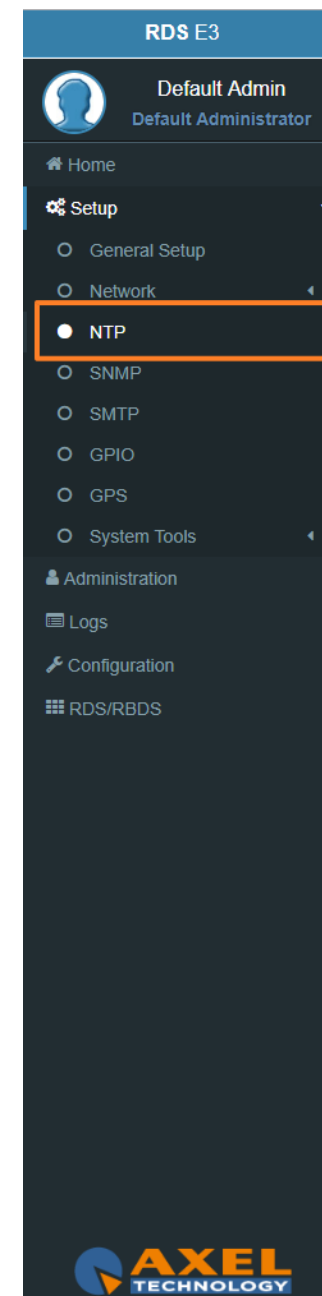 RDS E3
Default Admin
Default Administrator
Home
Setup
General Setup
Network
NTP
SNMP
SMTP
GPIO
GPS
System Tools
Administration
Logs
Configuration
RDS/RBDS
AXEL
TECHNOLOGY